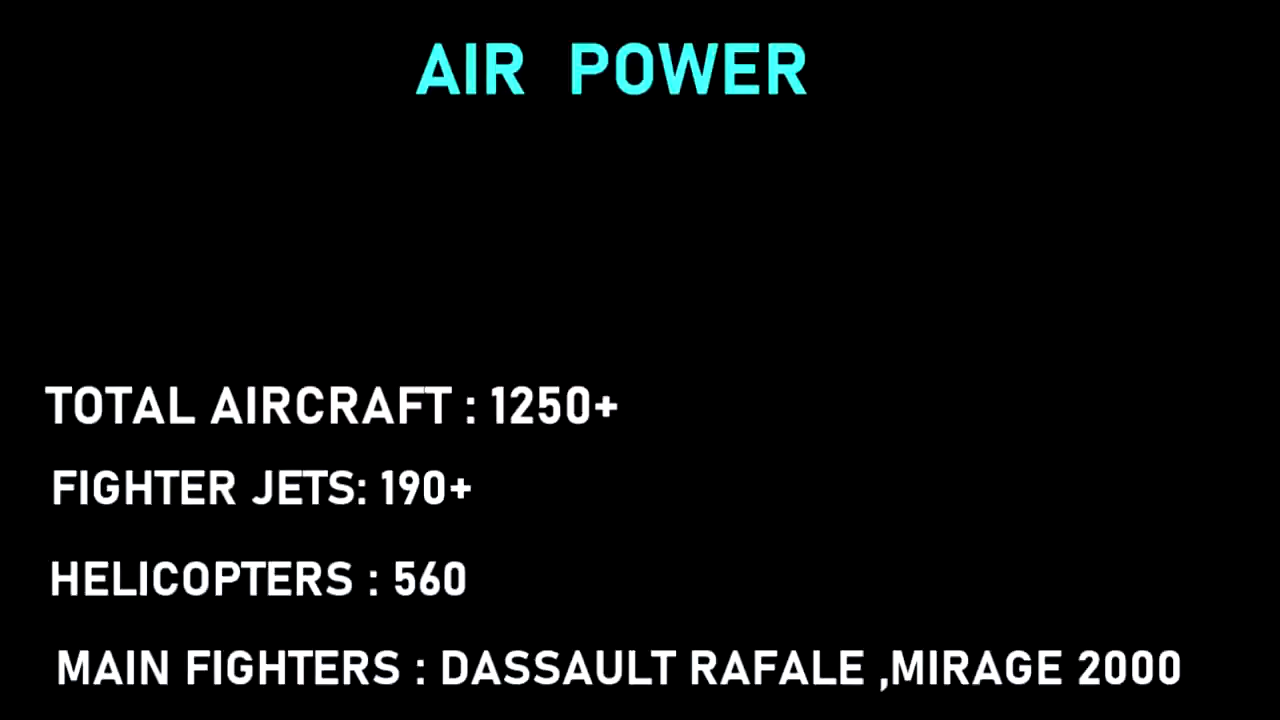 AIR POWER
TOTAL AIRCRAFT : 1250+
FIGHTER JETS: 190+
HELICOPTERS : 560
MAIN FIGHTERS : DASSAULT RAFALE ,MIRAGE 2000